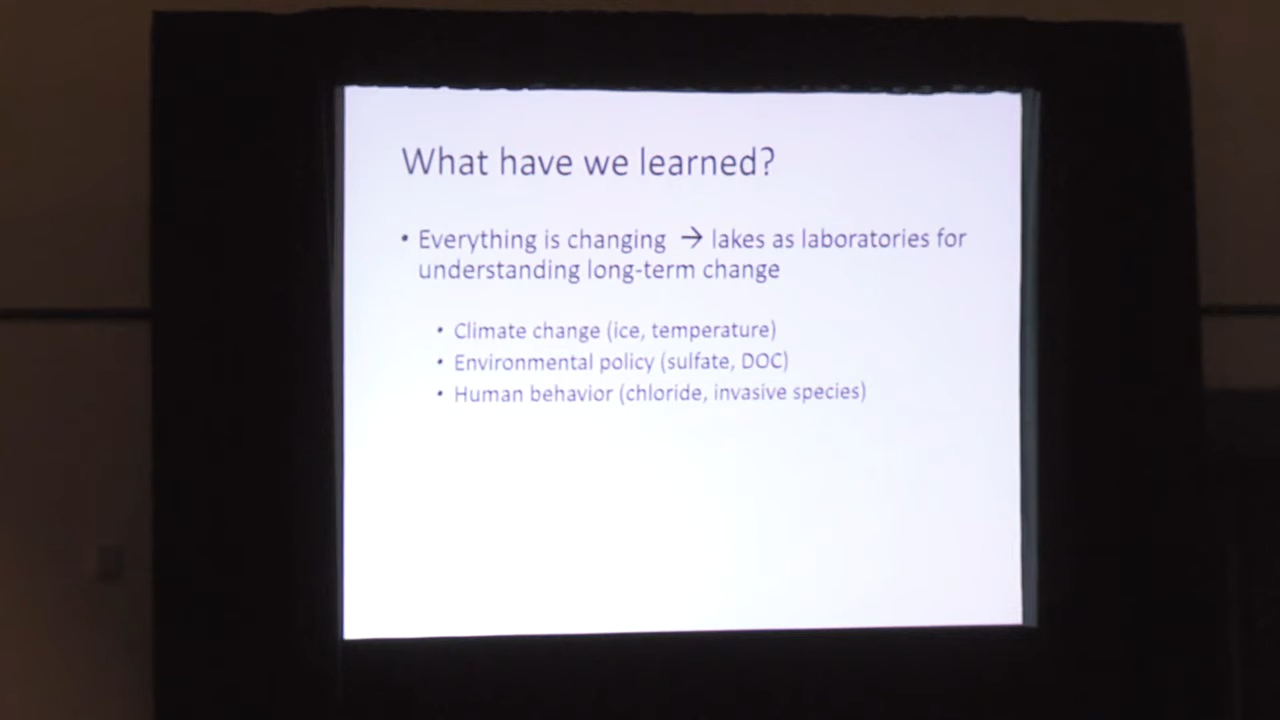 What have we learned?
• Everything is changing → lakes as laboratories for
understanding long-term change
• Climate change (ice, temperature)
• Environmental policy (sulfate, DOC)
• Human behavior (chloride, invasive species)